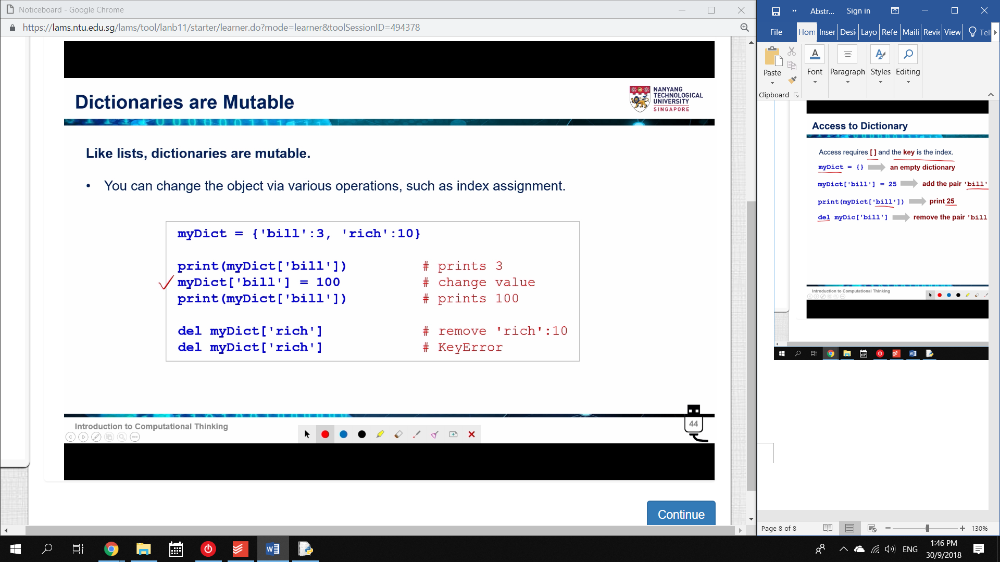 Noticeboard - Google Chrome
https://lams.ntu.edu.sg/lams/tool/lanb11/starter/learner.do?mode=learner&toolSessionID=494378
Dictionaries are Mutable
NANYANG
TECHNOLOGICAL
UNIVERSITY
SINGAPORE
Like lists, dictionaries are mutable.
• You can change the object via various operations, such as index assignment.
myDict = {'bill':3, 'rich':10}
print(myDict['bill']) # prints 3
myDict['bill'] = 100 # change value
print(myDict['bill']) # prints 100
del myDict['rich'] # remove 'rich':10
del myDict['rich'] # KeyError
Introduction to Computational Thinking
44
Continue
Abstr... Sign in
File Hom Inser Desi Layo Refe Maili Revie View Tell
Paste Font Paragraph Styles Editing
Clipboard
Access to Dictionary
Access requires [ ] and the key is the index.
myDict = {} an empty dictionary
myDict['bill'] = 25 add the pair 'bill'
print(myDict['bill']) print 25
del myDic['bill'] remove the pair 'bill
Introduction to Computational Thinking
Page 8 of 8 130%
ENG
1:46 PM
30/9/2018